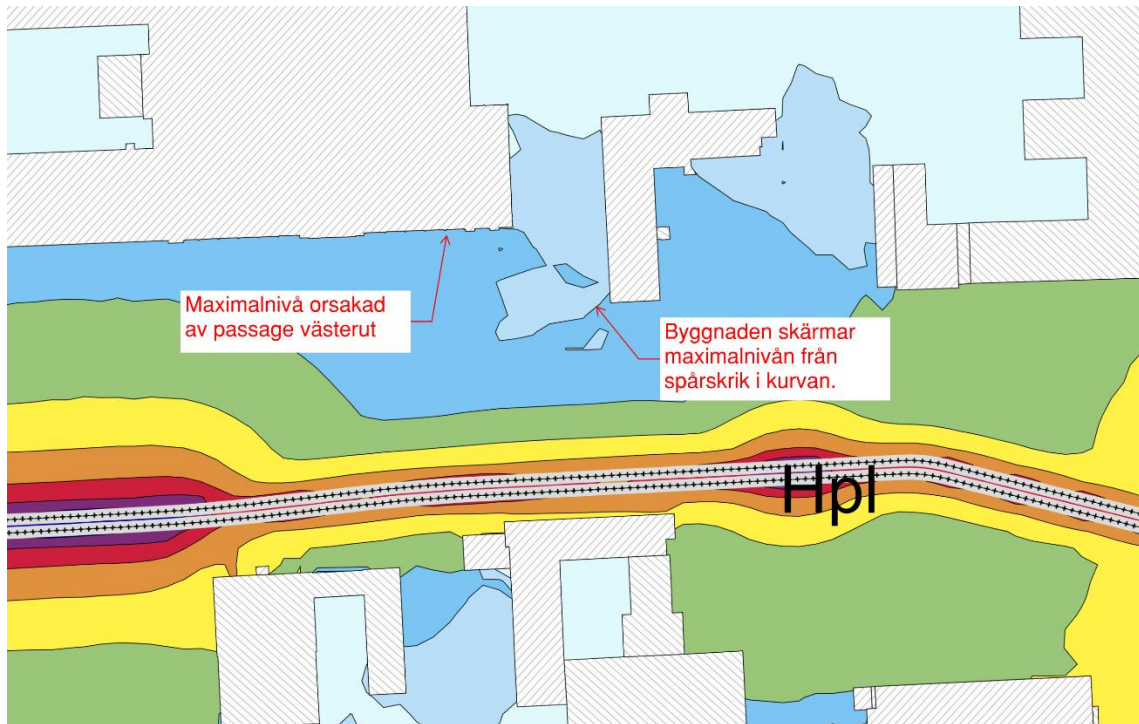 Maximalnivå orsakad
av passage västerut
Byggnaden skärmar
maximalnivån från
spårskrik i kurvan.
Hpl